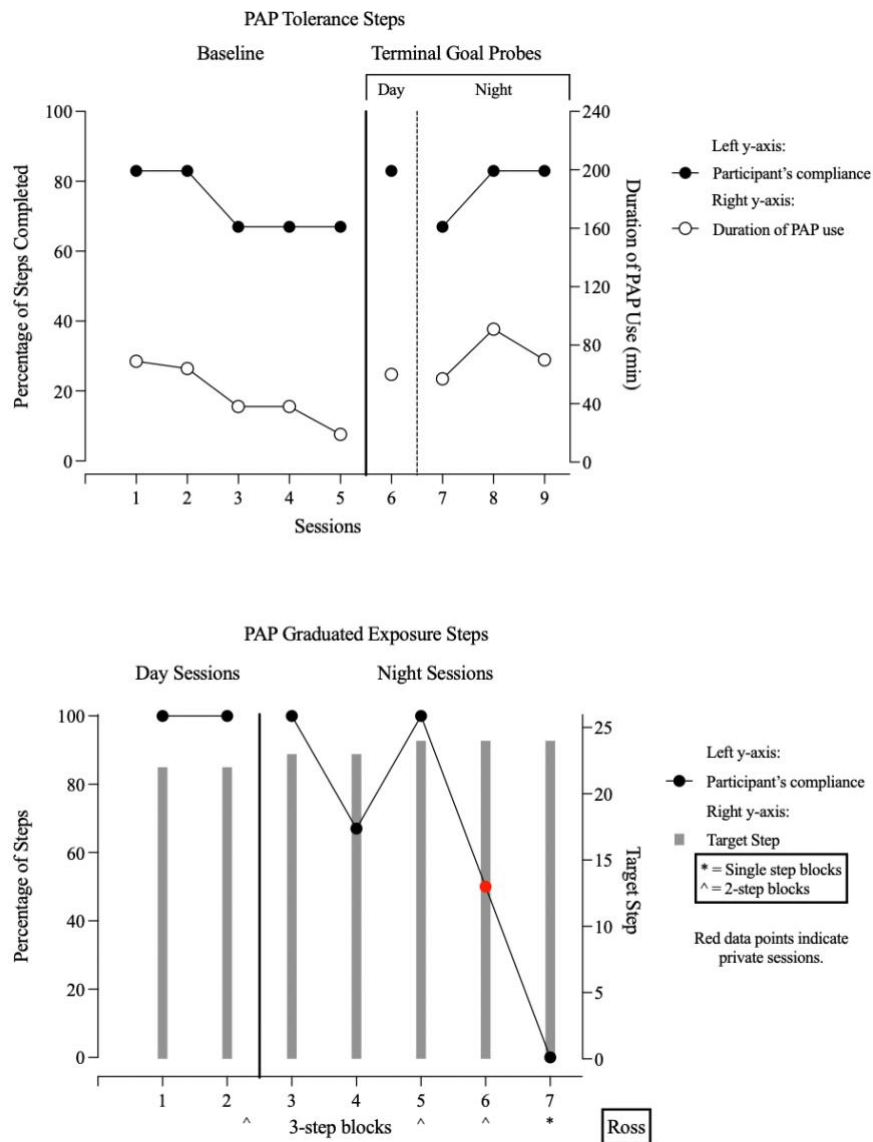 PAP Tolerance Steps
Baseline
Terminal Goal Probes
Day
Night
100
80
60
40
20
0
Percentage of Steps Completed
240
200
160
120
80
40
0
Duration of PAP Use (min)
1 2 3 4 5 6 7 8 9
Sessions
Left y-axis:
Participant's compliance
Right y-axis:
Duration of PAP use
PAP Graduated Exposure Steps
Day Sessions
Night Sessions
100
80
60
40
20
0
Percentage of Steps
25
20
15
10
5
0
Target Step
1 2 3 4 5 6 7
^ 3-step blocks ^ ^ *
Ross
Left y-axis:
Participant's compliance
Right y-axis:
Target Step
* = Single step blocks
^ = 2-step blocks
Red data points indicate
private sessions.